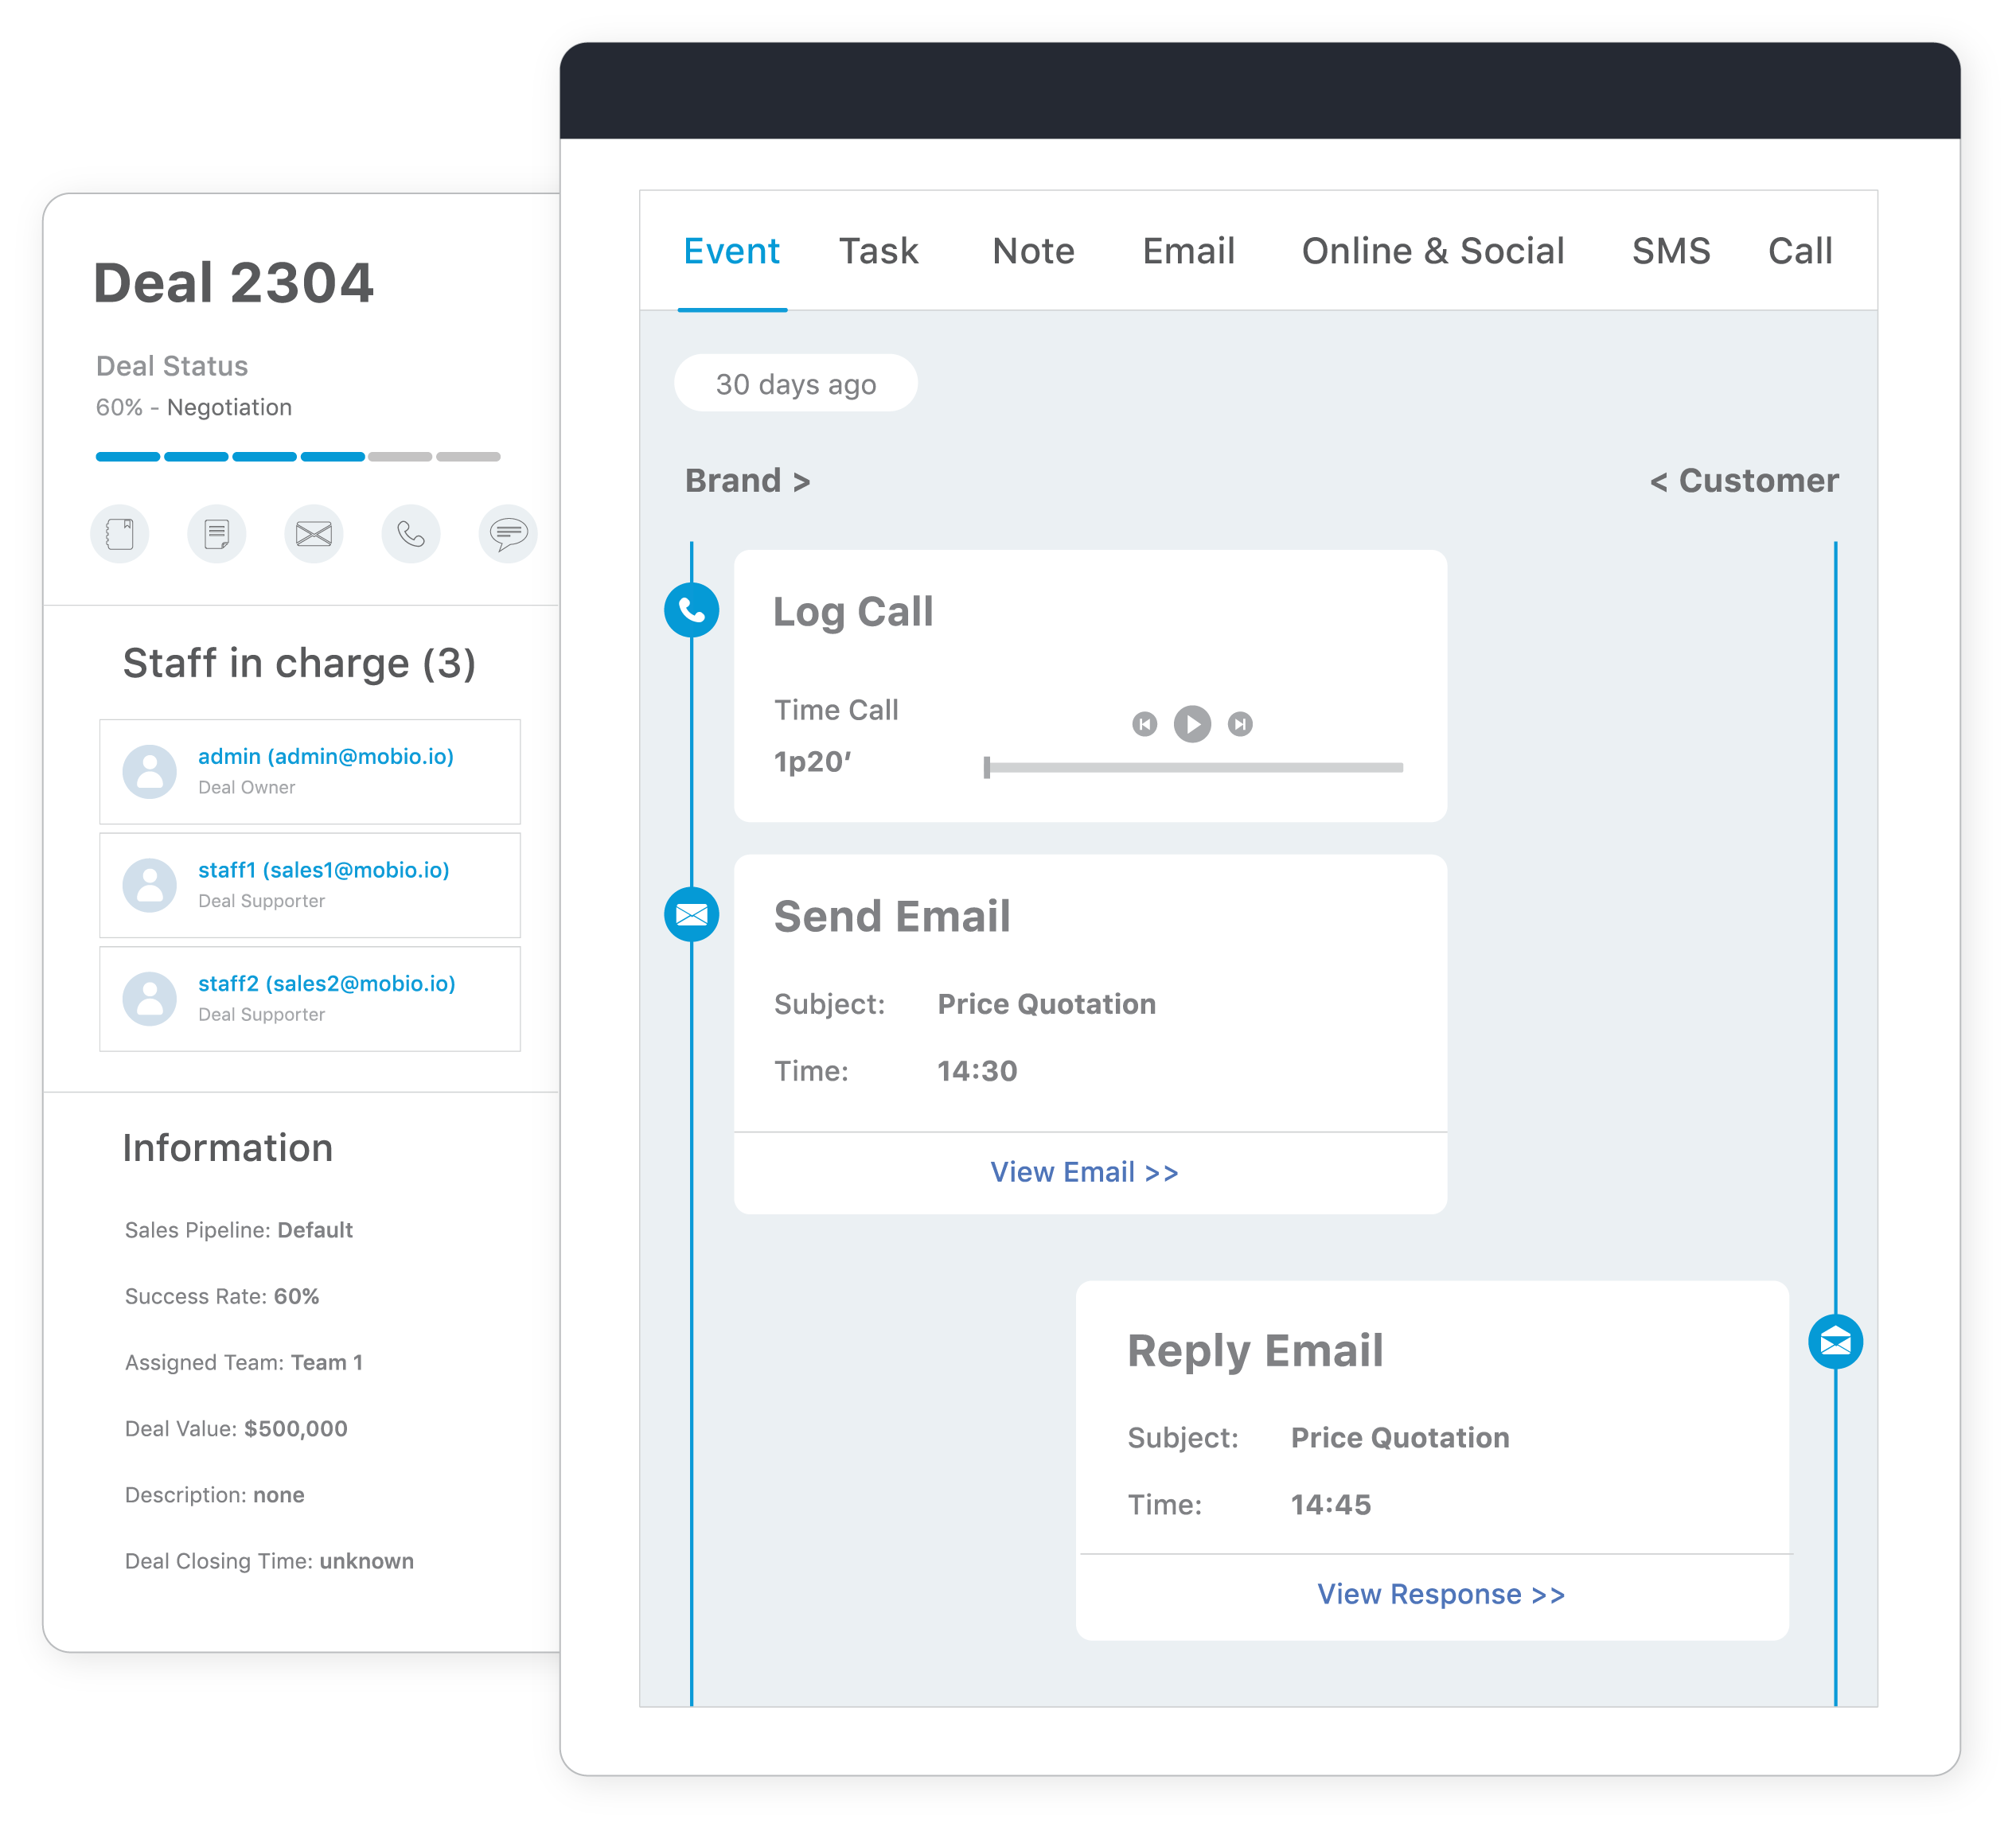 Deal 2304
Deal Status
60% - Negotiation
Staff in charge (3)
admin (admin@mobio.io)
Deal Owner
staff1 (sales1@mobio.io)
Deal Supporter
staff2 (sales2@mobio.io)
Deal Supporter
Information
Sales Pipeline: Default
Success Rate: 60%
Assigned Team: Team 1
Deal Value: $500,000
Description: none
Deal Closing Time: unknown
Event Task Note Email Online & Social SMS Call
30 days ago
Brand > < Customer
Log Call
Time Call
1p20'
Send Email
Subject: Price Quotation
Time: 14:30
View Email >>
Reply Email
Subject: Price Quotation
Time: 14:45
View Response >>